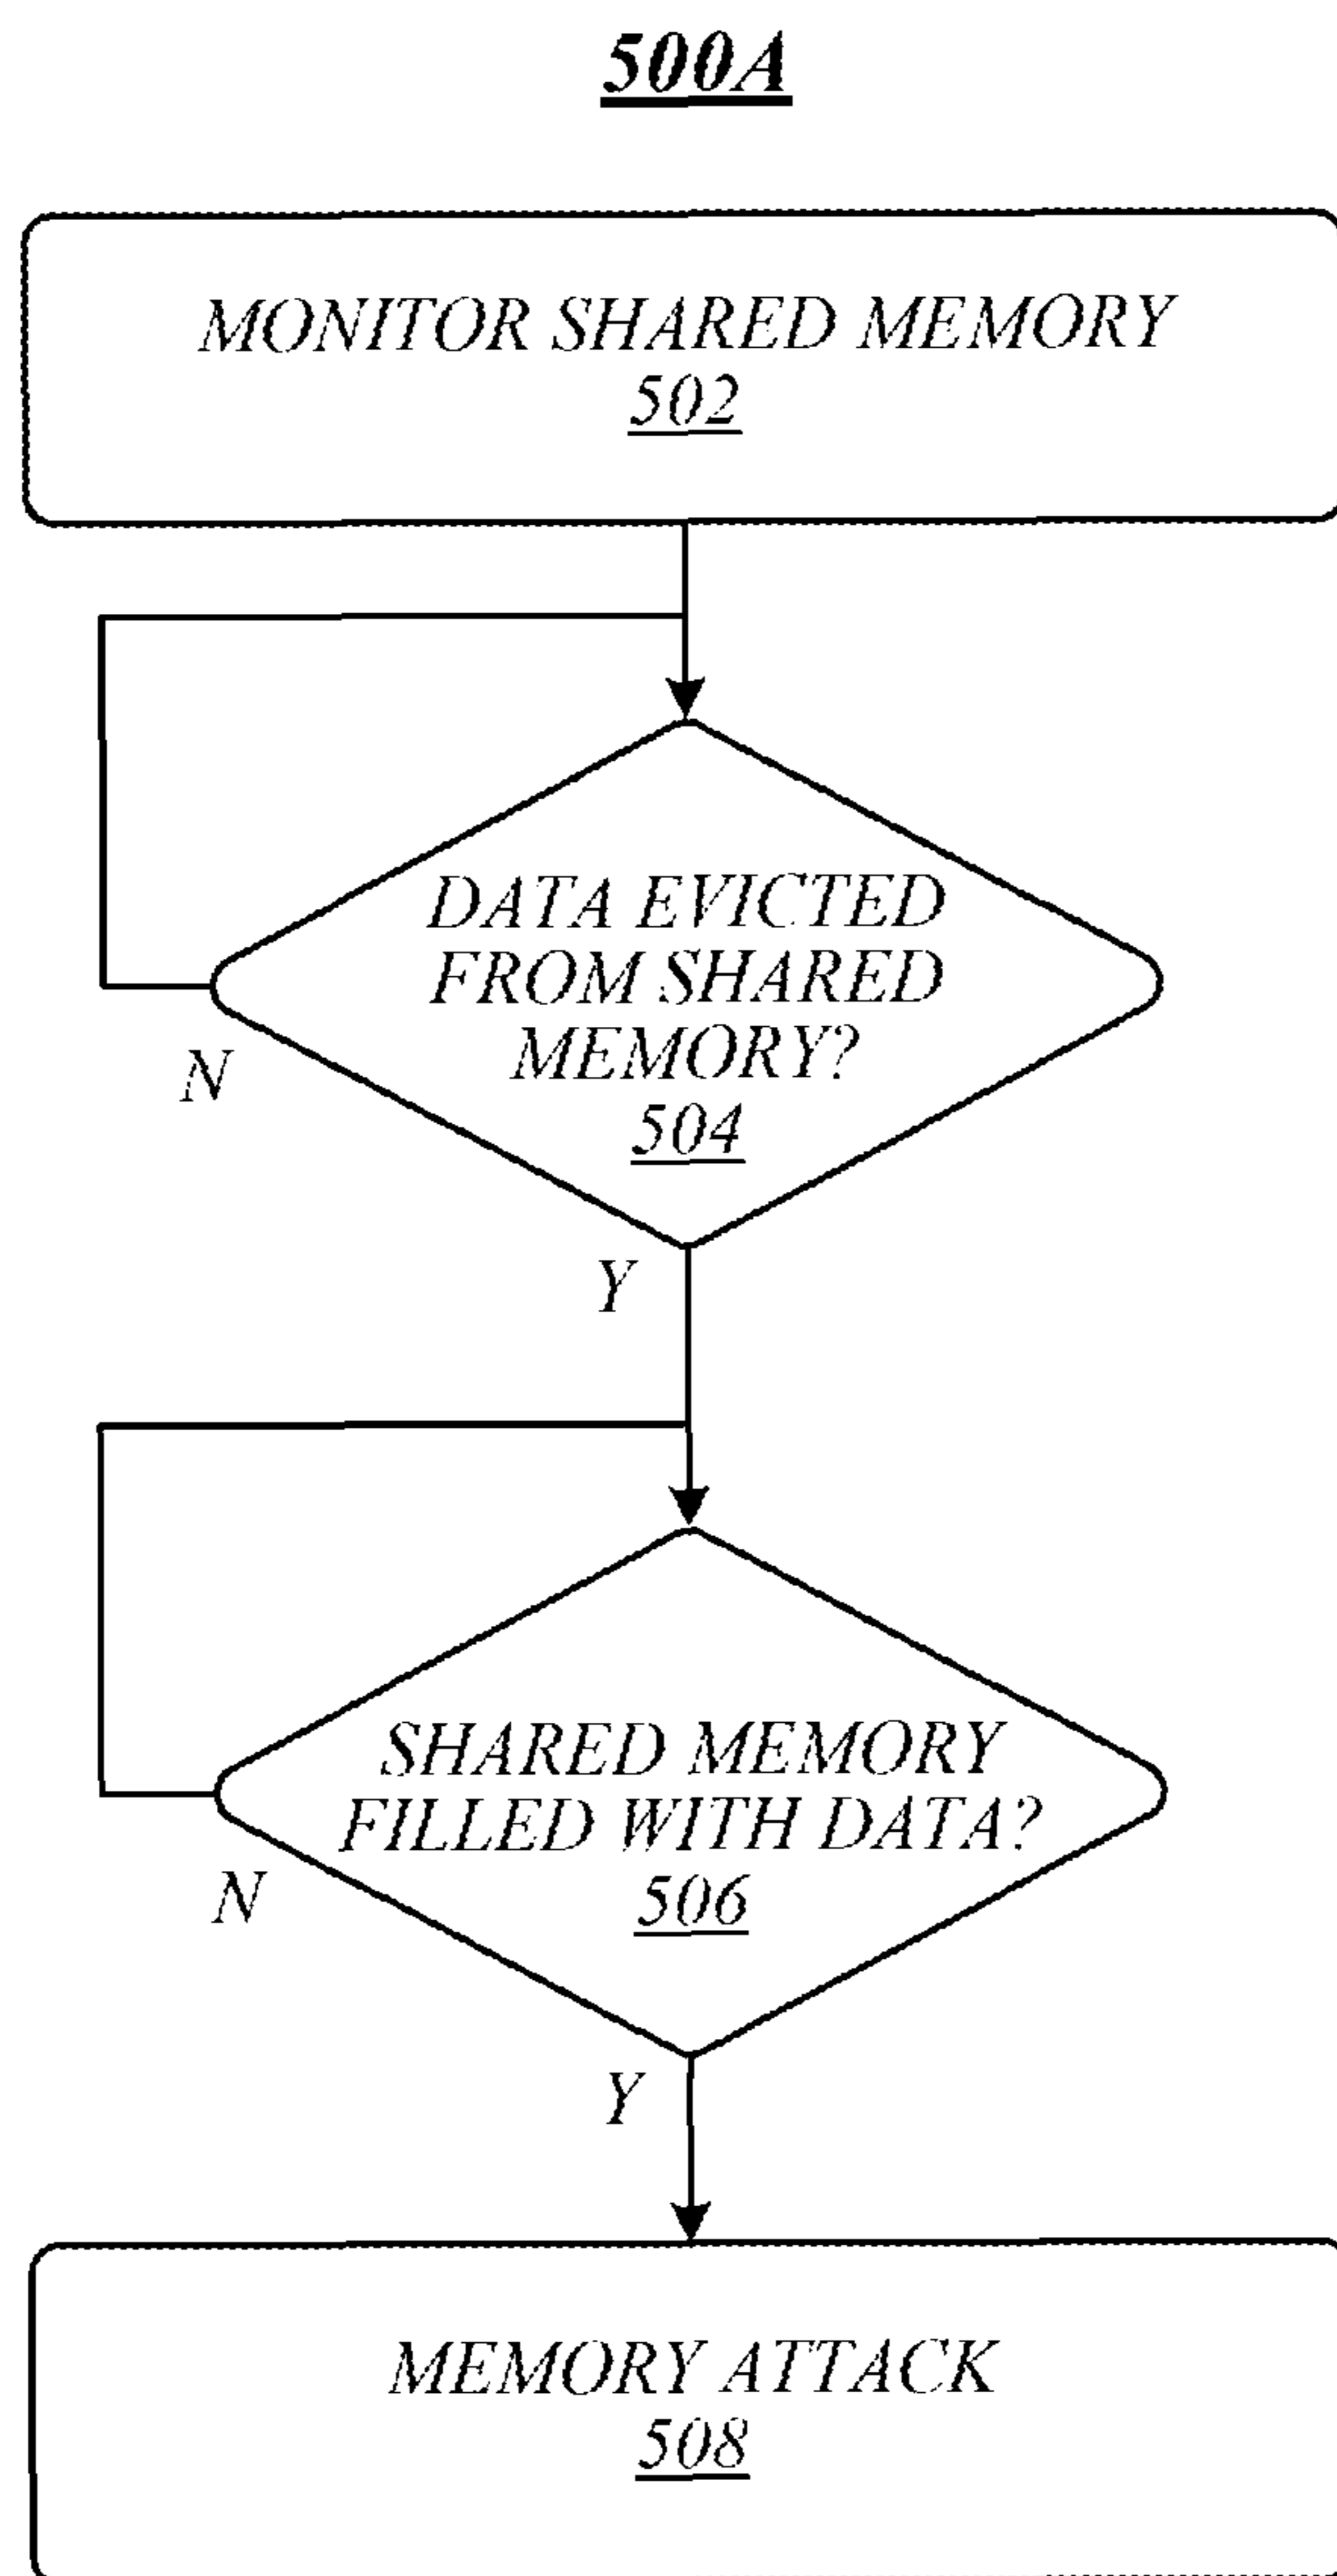 500A
MONITOR SHARED MEMORY
502
DATA EVICTED
FROM SHARED
MEMORY?
504
N
Y
SHARED MEMORY
FILLED WITH DATA?
506
N
Y
MEMORY ATTACK
508